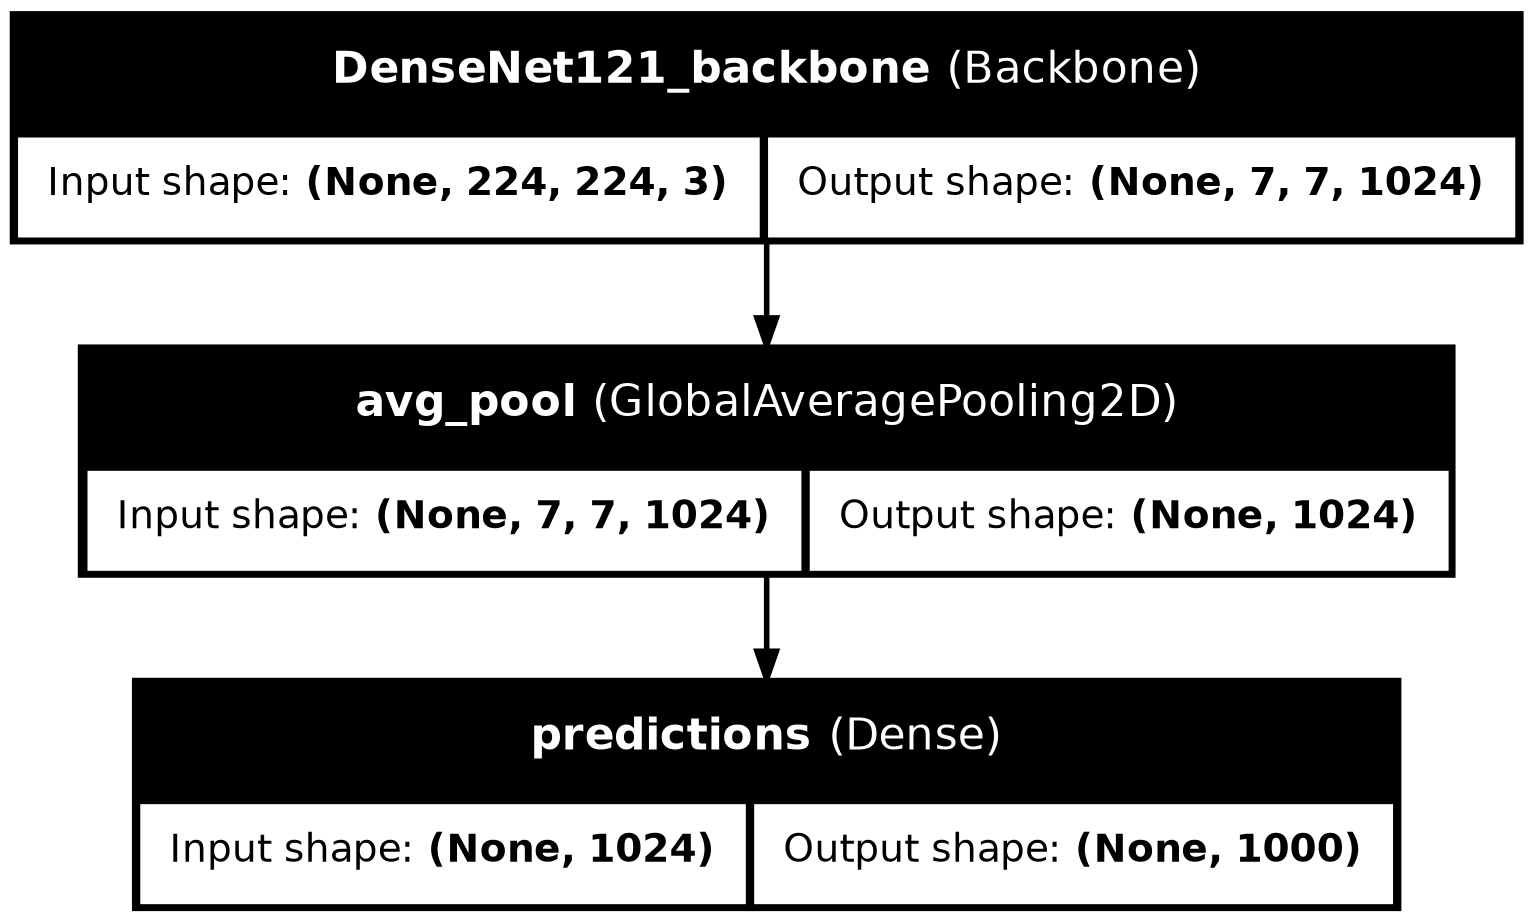 DenseNet121_backbone (Backbone)
Input shape: (None, 224, 224, 3) Output shape: (None, 7, 7, 1024)
avg_pool (GlobalAveragePooling2D)
Input shape: (None, 7, 7, 1024) Output shape: (None, 1024)
predictions (Dense)
Input shape: (None, 1024) Output shape: (None, 1000)